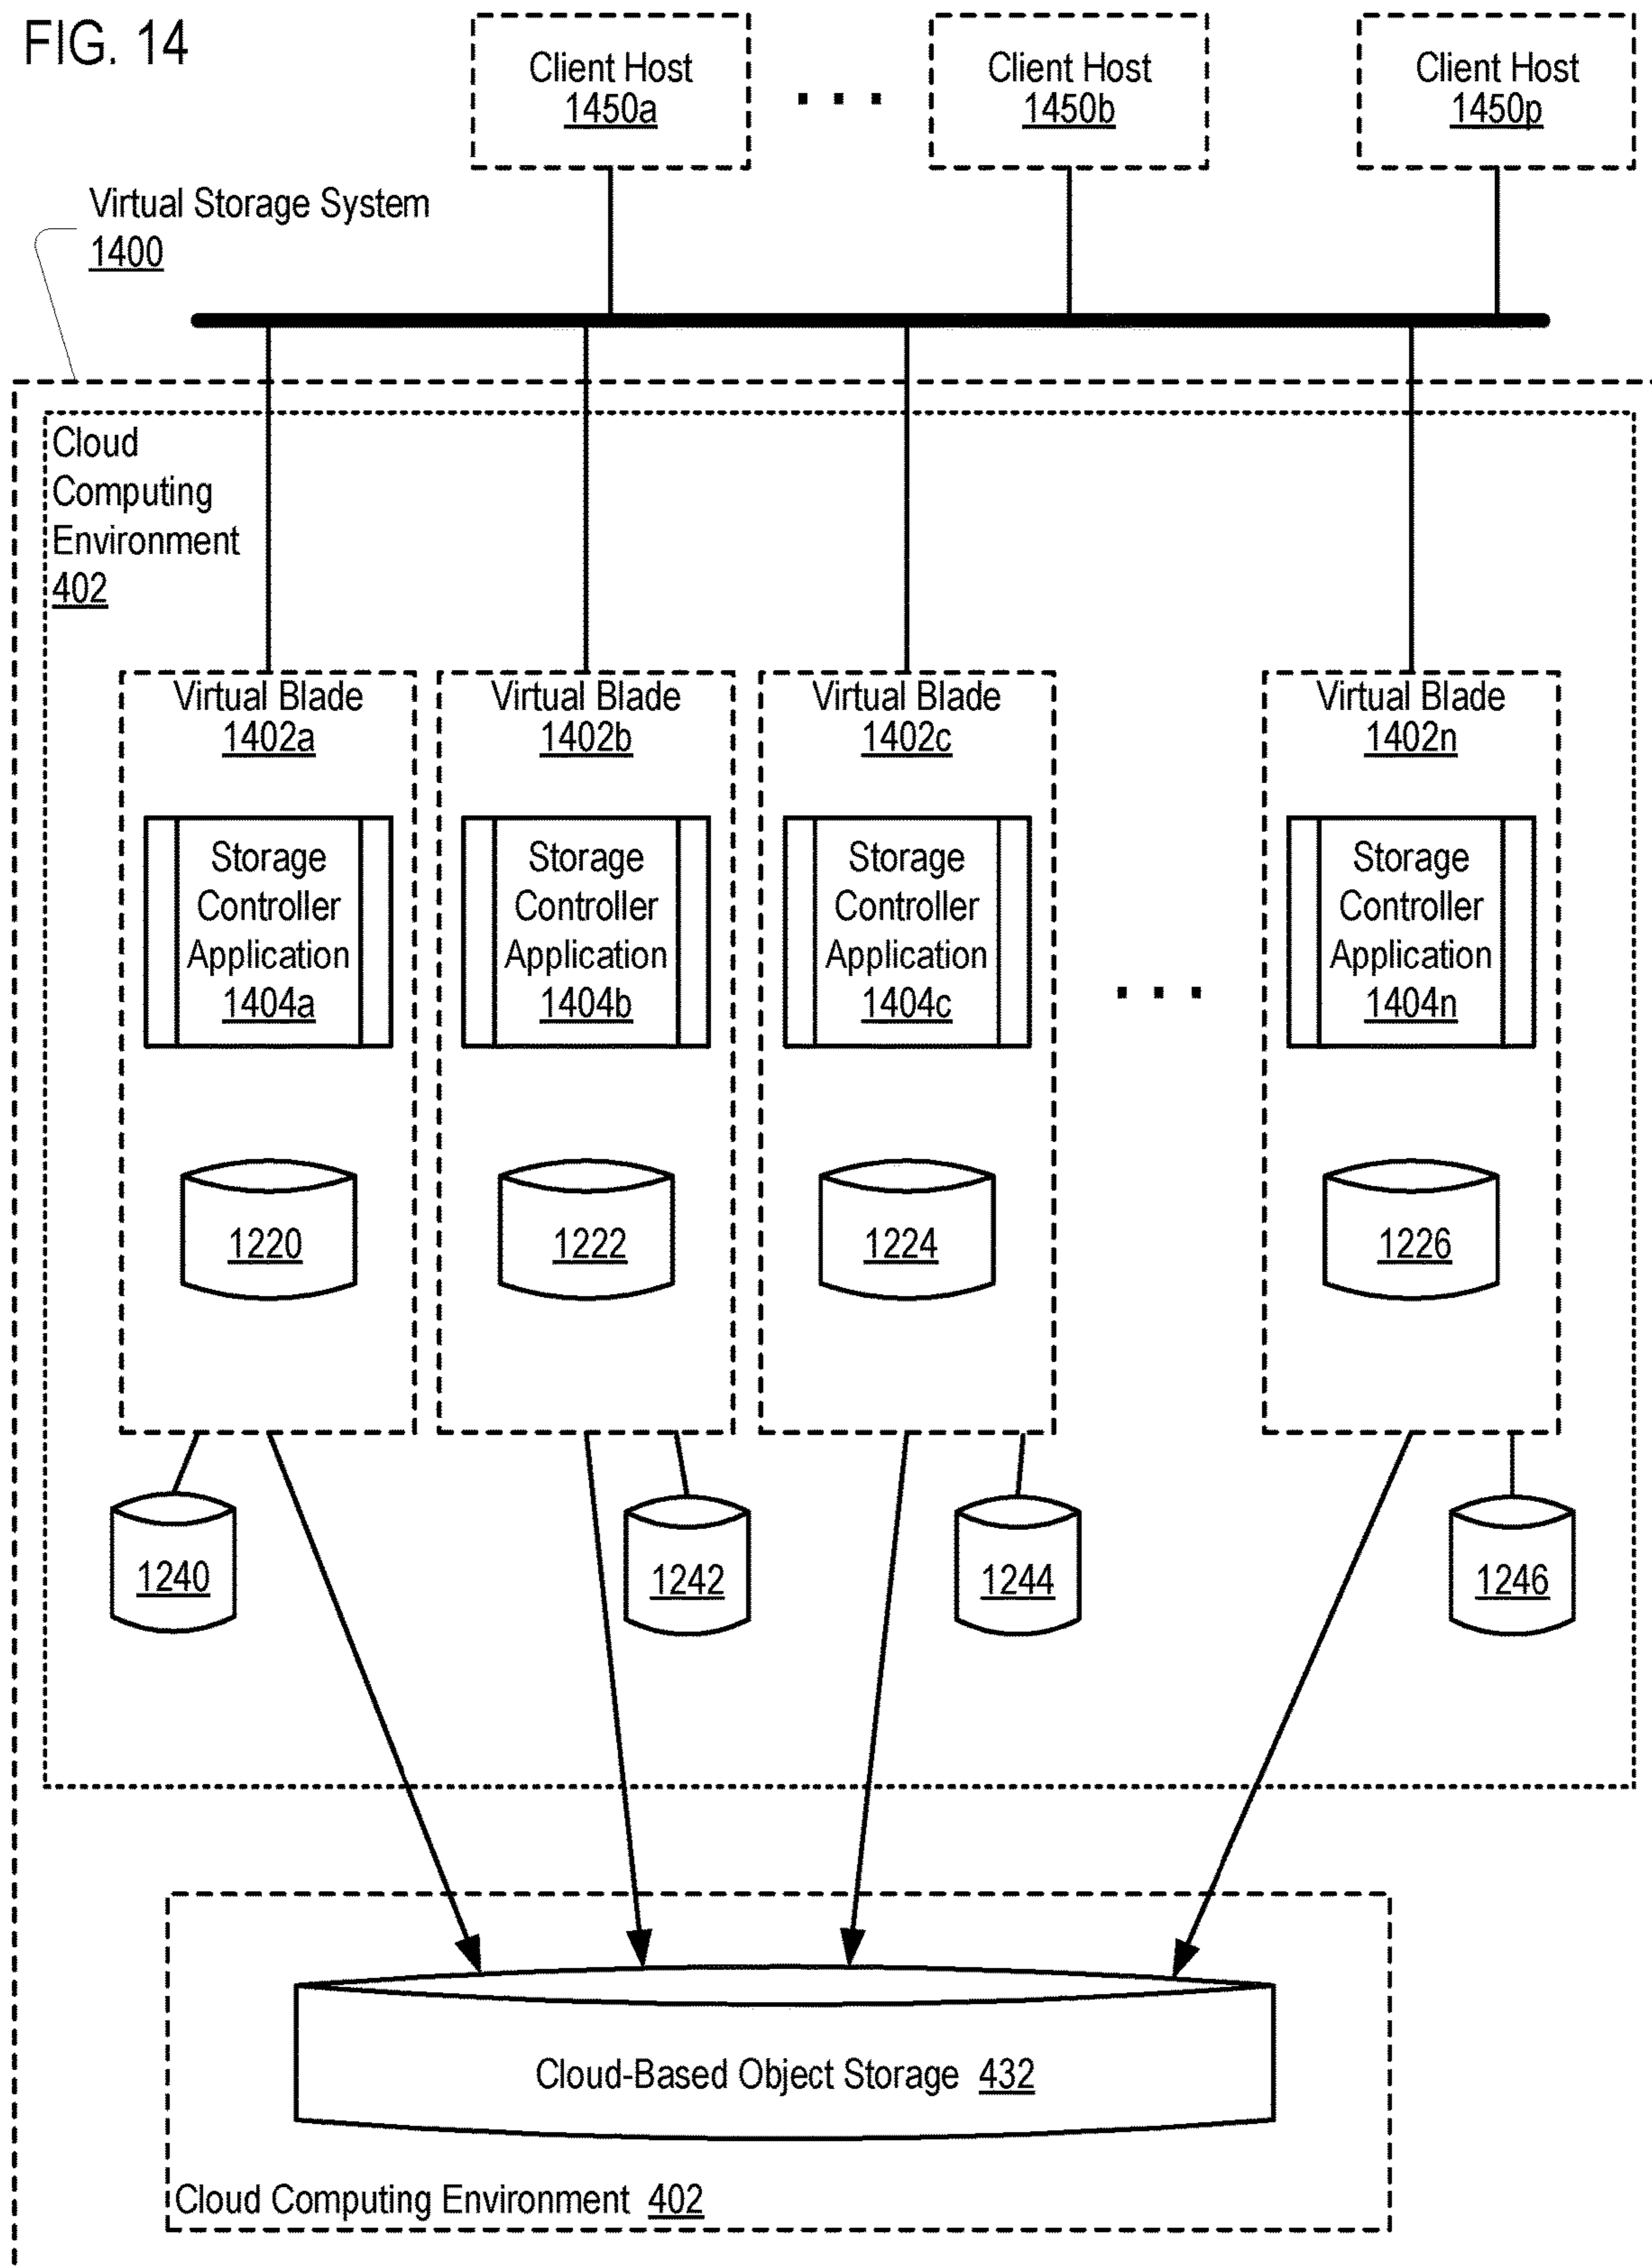 FIG. 14
Client Host
1450a
Client Host
1450b
Client Host
1450p
Virtual Storage System
1400
Cloud
Computing
Environment
402
Virtual Blade
1402a
Virtual Blade
1402b
Virtual Blade
1402c
Virtual Blade
1402n
Storage
Controller
Application
1404a
Storage
Controller
Application
1404b
Storage
Controller
Application
1404c
Storage
Controller
Application
1404n
1220
1222
1224
1226
1240
1242
1244
1246
Cloud-Based Object Storage 432
Cloud Computing Environment 402